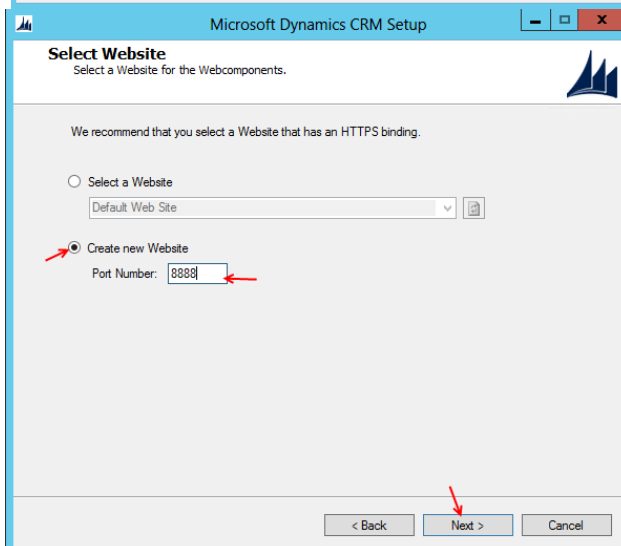 Microsoft Dynamics CRM Setup
Select Website
Select a Website for the Webcomponents.
We recommend that you select a Website that has an HTTPS binding.
Select a Website
Default Web Site
Create new Website
Port Number: 8888
< Back Next > Cancel